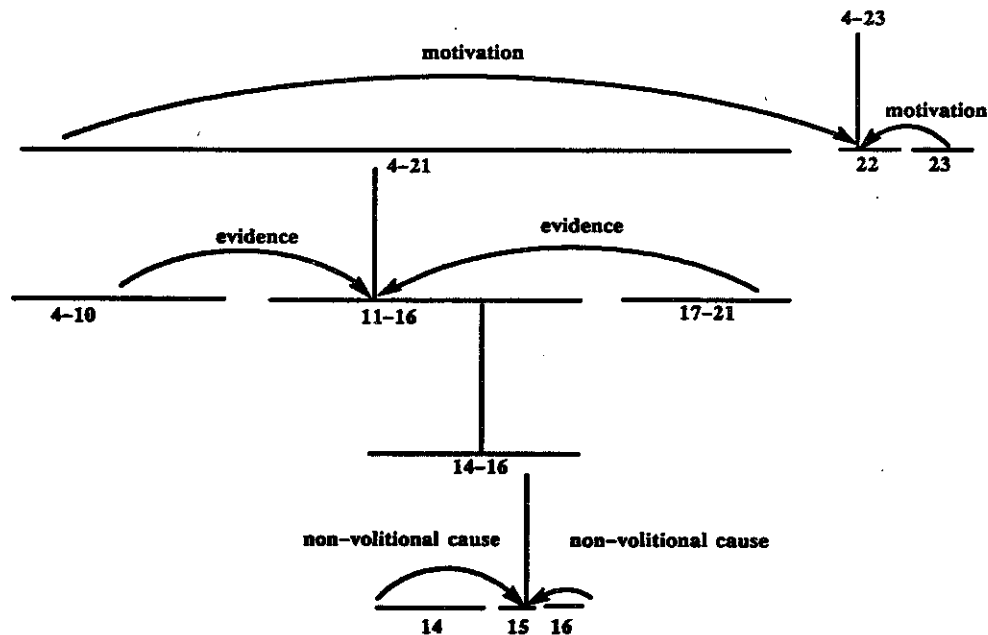 4–23
motivation
motivation
4–21
22
23
evidence
evidence
4–10
11–16
17–21
14–16
non–volitional cause
non–volitional cause
14
15
16